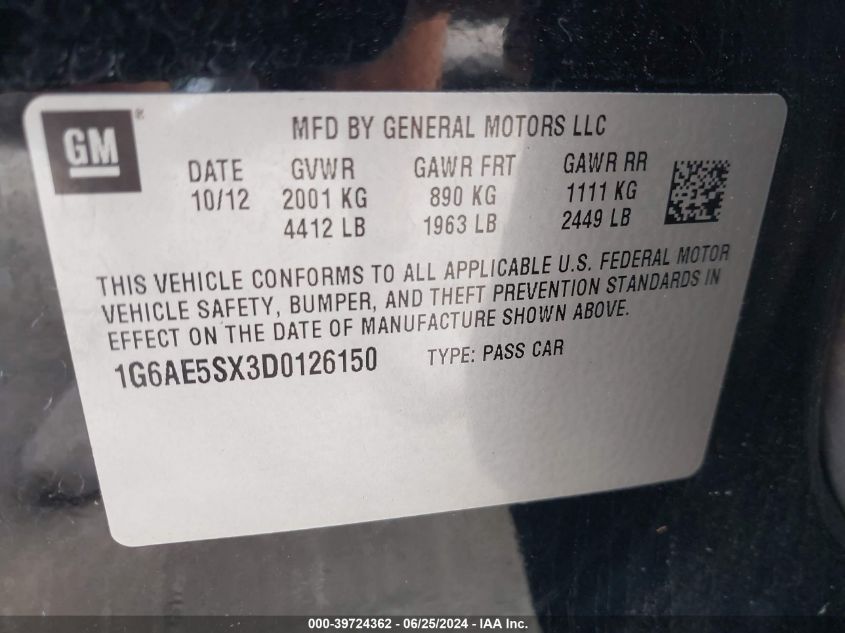 GM ®
MFD BY GENERAL MOTORS LLC
DATE GVWR GAWR FRT GAWR RR
10/12 2001 KG 890 KG 1111 KG
4412 LB 1963 LB 2449 LB
THIS VEHICLE CONFORMS TO ALL APPLICABLE U.S. FEDERAL MOTOR
VEHICLE SAFETY, BUMPER, AND THEFT PREVENTION STANDARDS IN
EFFECT ON THE DATE OF MANUFACTURE SHOWN ABOVE.
1G6AE5SX3D0126150 TYPE: PASS CAR
000-39724362 - 06/25/2024 - IAA Inc.